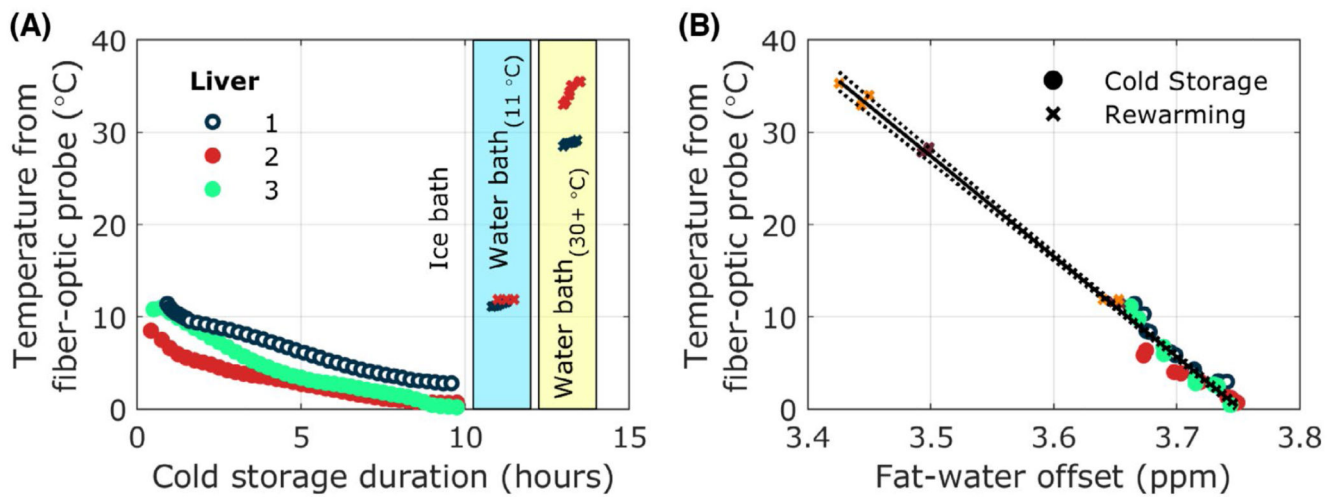 (A)
Temperature from
fiber-optic probe (°C)
40
30
20
10
0
Liver
1
2
3
Ice bath
Water bath(11 °C)
Water bath(30+ °C)
0
5
10
15
Cold storage duration (hours)
(B)
Temperature from
fiber-optic probe (°C)
40
30
20
10
0
Cold Storage
Rewarming
3.4
3.5
3.6
3.7
3.8
Fat-water offset (ppm)